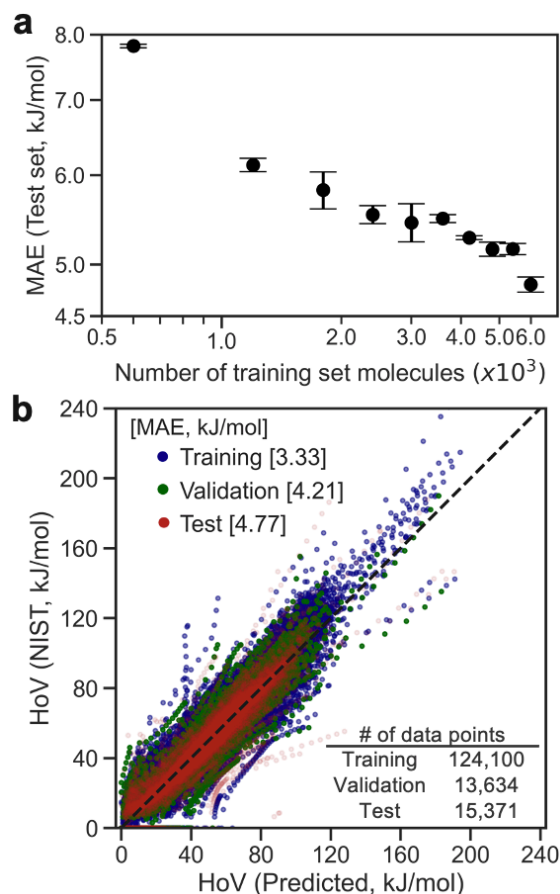 a
8.0
7.0
6.0
5.0
4.5
MAE (Test set, kJ/mol)
0.5 1.0 2.0 3.0 4.0 5.0 6.0
Number of training set molecules (x10³)
b
240
200
160
120
80
40
0
HoV (NIST, kJ/mol)
[MAE, kJ/mol]
Training [3.33]
Validation [4.21]
Test [4.77]
# of data points
Training 124,100
Validation 13,634
Test 15,371
0 40 80 120 160 200 240
HoV (Predicted, kJ/mol)